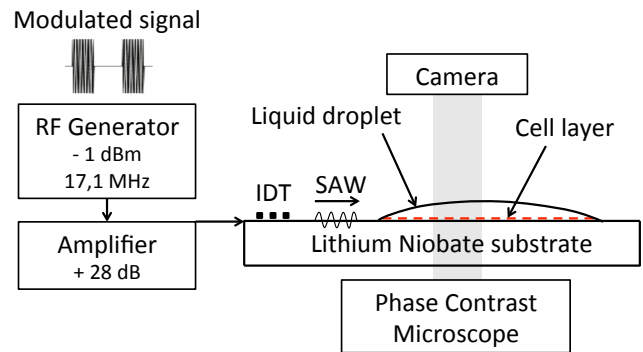 Modulated signal
RF Generator
- 1 dBm
17,1 MHz
Amplifier
+ 28 dB
IDT
SAW
Camera
Liquid droplet
Cell layer
Lithium Niobate substrate
Phase Contrast
Microscope